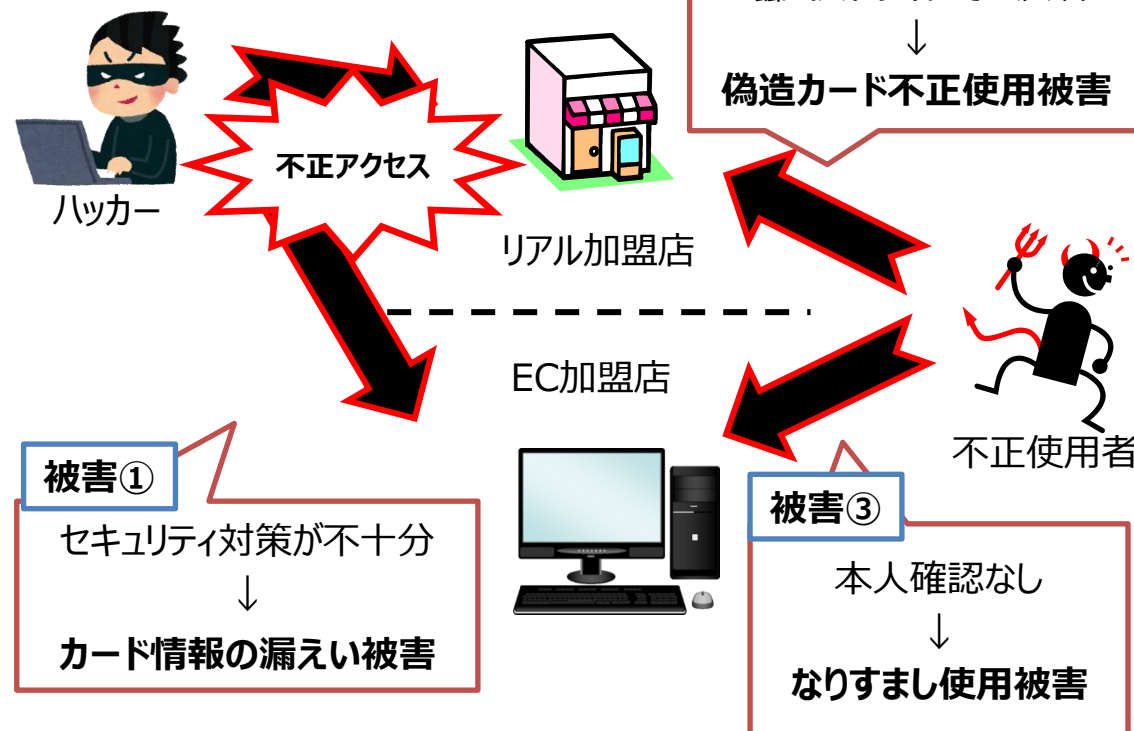 ↓
偽造カード不正使用被害
不正アクセス
ハッカー
リアル加盟店
EC加盟店
不正使用者
被害①
セキュリティ対策が不十分
↓
カード情報の漏えい被害
被害③
本人確認なし
↓
なりすまし使用被害